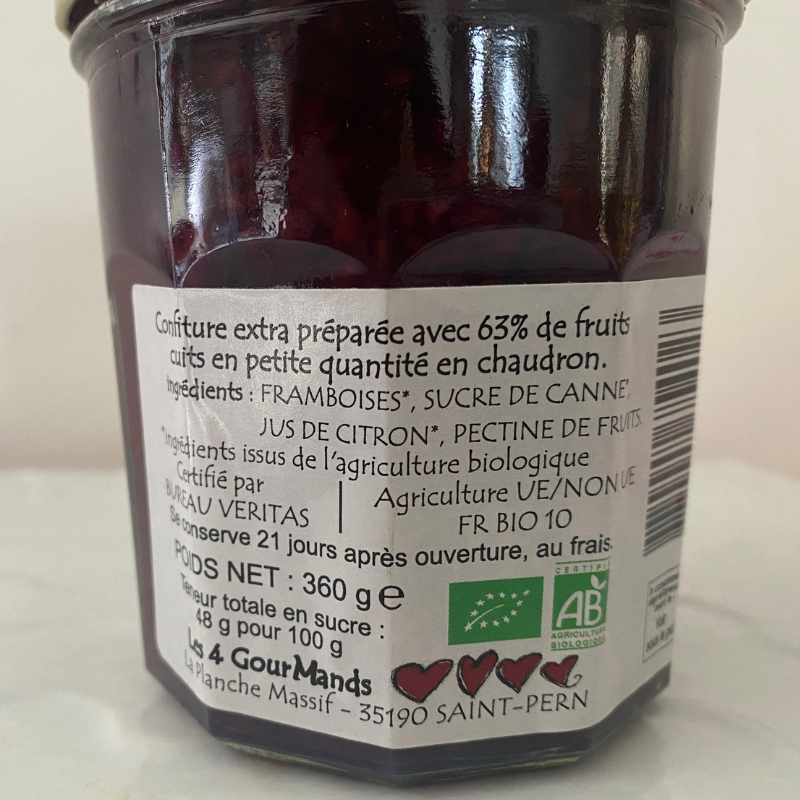 Confiture extra préparée avec 63% de fruits
cuits en petite quantité en chaudron.
Ingrédients : FRAMBOISES*, SUCRE DE CANNE*,
JUS DE CITRON*, PECTINE DE FRUITS.
*ingrédients issus de l'agriculture biologique
Certifié par
BUREAU VERITAS
Agriculture UE/NON UE
FR BIO 10
Se conserve 21 jours après ouverture, au frais.
POIDS NET : 360 g e
Teneur totale en sucre :
48 g pour 100 g
CERTIFIÉ
AB
AGRICULTURE
BIOLOGIQUE
Les 4 GourMands
La Planche Massif - 35190 SAINT-PERN